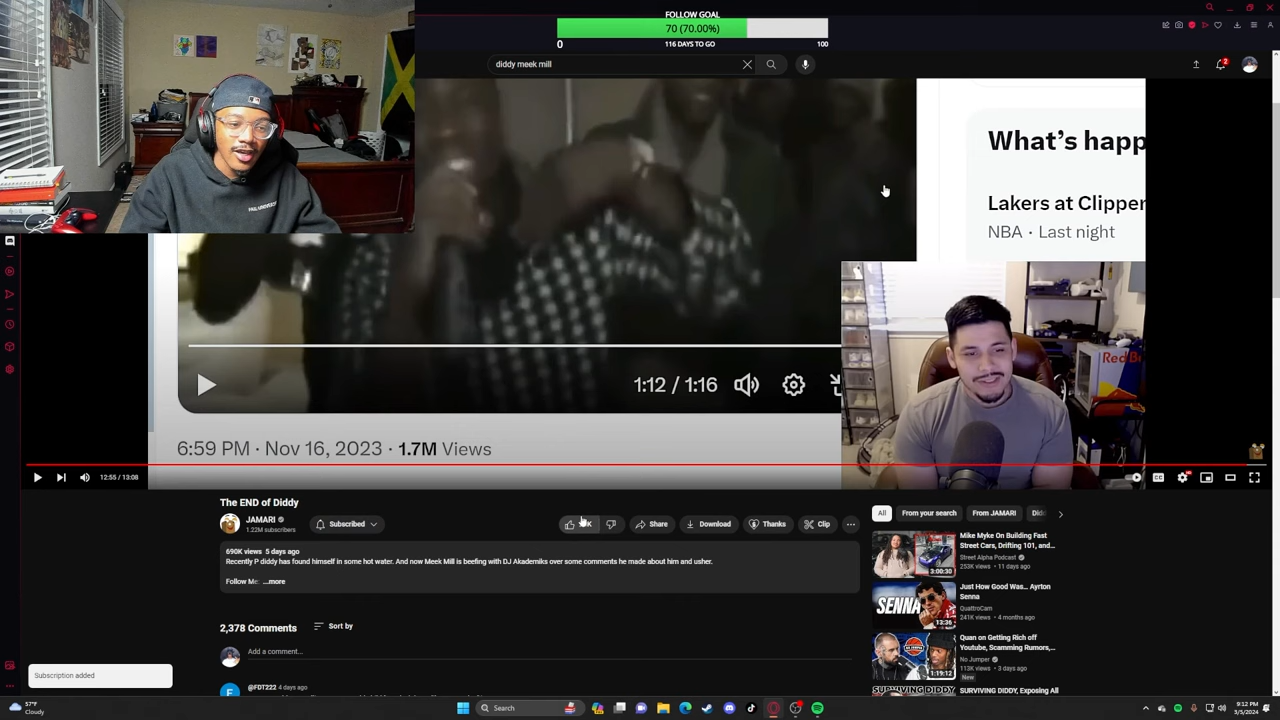 FOLLOW GOAL
70 (70.00%)
0
116 DAYS TO GO
100
diddy meek mill
2
What's happ
Lakers at Clipper
NBA · Last night
1:12 / 1:16
6:59 PM · Nov 16, 2023 · 1.7M Views
12:55 / 13:08
The END of Diddy
JAMARI
1.22M subscribers
Subscribed
Share
Download
Thanks
Clip
690K views 5 days ago
Recently P diddy has found himself in some hot water. And now Meek Mill is beefing with DJ Akademics over some comments he made about him and usher.
Follow Me: ...more
2,378 Comments
Sort by
Add a comment...
@FDT222 4 days ago
Subscription added
All
From your search
From JAMARI
Did
Mike Myke On Building Fast
Street Cars, Drifting 101, and...
Street Alpha Podcast
253K views • 11 days ago
3:00:30
Just How Good Was... Ayrton
Senna
QuattroCam
241K views • 4 months ago
SENNA
13:36
Quan on Getting Rich off
Youtube, Scamming Rumors,...
No Jumper
113K views • 3 days ago
New
1:19:12
SURVIVING DIDDY, Exposing All
SURVIVING DIDDY
57°F
Cloudy
Search
9:12 PM
3/5/2024